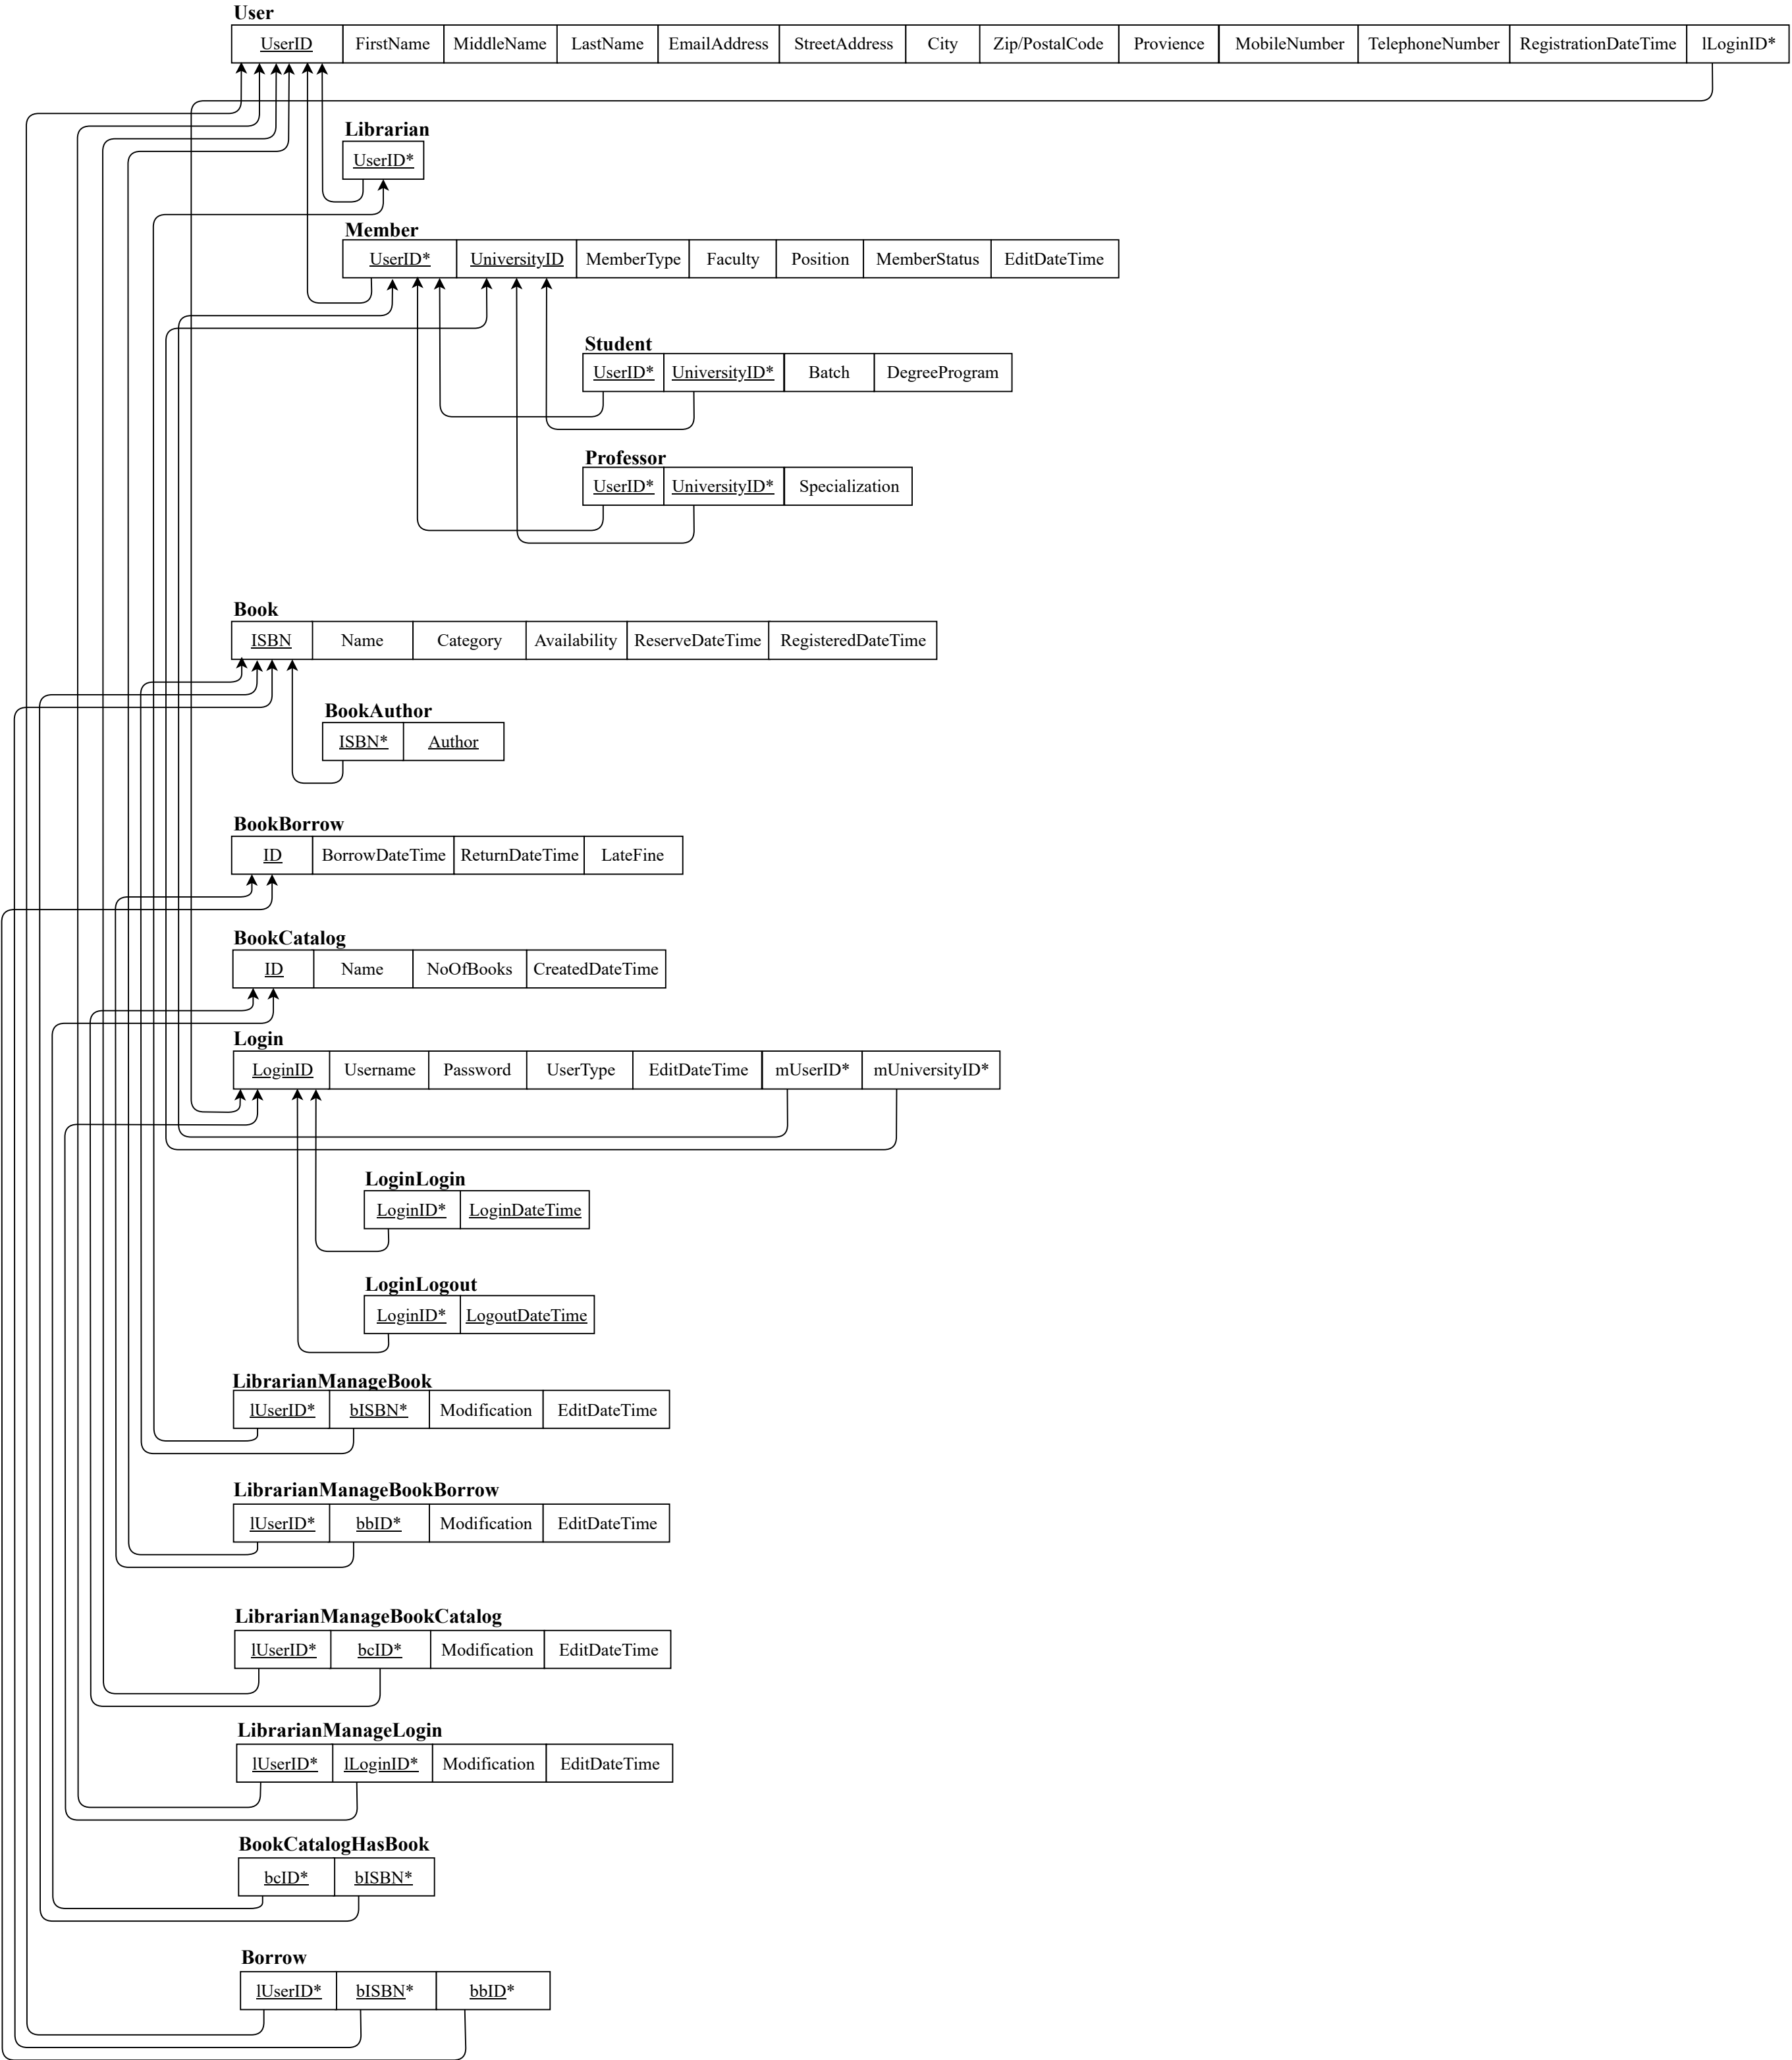 User
UserID FirstName MiddleName LastName EmailAddress StreetAddress City Zip/PostalCode Provience MobileNumber TelephoneNumber RegistrationDateTime lLoginID*
Librarian
UserID*
Member
UserID* UniversityID MemberType Faculty Position MemberStatus EditDateTime
Student
UserID* UniversityID* Batch DegreeProgram
Professor
UserID* UniversityID* Specialization
Book
ISBN Name Category Availability ReserveDateTime RegisteredDateTime
BookAuthor
ISBN* Author
BookBorrow
ID BorrowDateTime ReturnDateTime LateFine
BookCatalog
ID Name NoOfBooks CreatedDateTime
Login
LoginID Username Password UserType EditDateTime mUserID* mUniversityID*
LoginLogin
LoginID* LoginDateTime
LoginLogout
LoginID* LogoutDateTime
LibrarianManageBook
lUserID* bISBN* Modification EditDateTime
LibrarianManageBookBorrow
lUserID* bbID* Modification EditDateTime
LibrarianManageBookCatalog
lUserID* bcID* Modification EditDateTime
LibrarianManageLogin
lUserID* lLoginID* Modification EditDateTime
BookCatalogHasBook
bcID* bISBN*
Borrow
lUserID* bISBN* bbID*